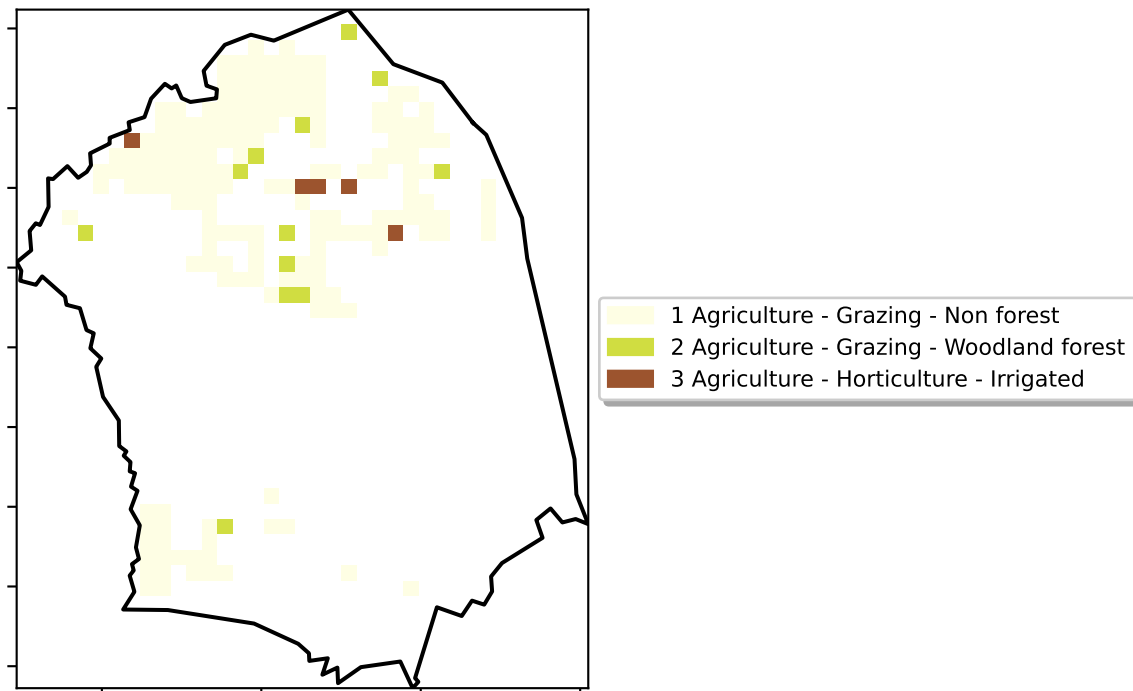 1 Agriculture - Grazing - Non forest
2 Agriculture - Grazing - Woodland forest
3 Agriculture - Horticulture - Irrigated